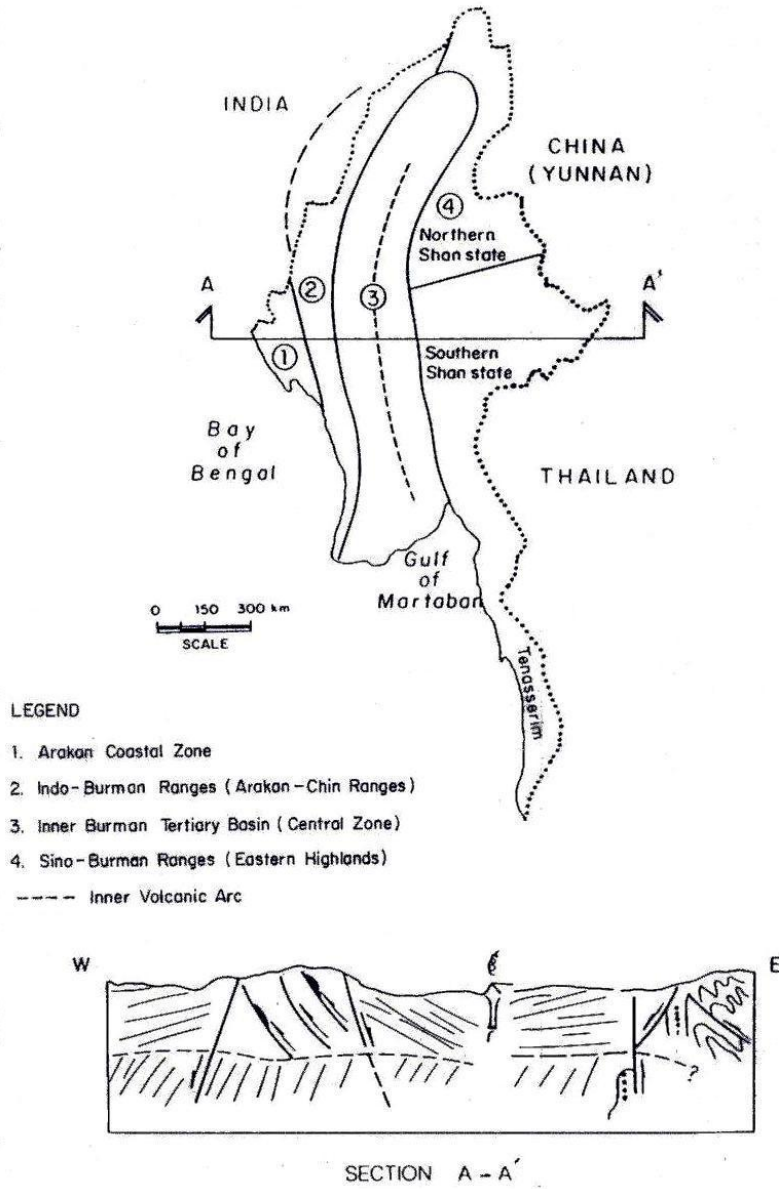 INDIA
CHINA
(YUNNAN)
4
Northern
Shan state
A
A'
2
3
1
Southern
Shan state
Bay
of
Bengal
THAILAND
Gulf
of
Martaban
0 150 300 km
SCALE
Tenasserim
LEGEND
1. Arakan Coastal Zone
2. Indo-Burman Ranges (Arakan-Chin Ranges)
3. Inner Burman Tertiary Basin (Central Zone)
4. Sino-Burman Ranges (Eastern Highlands)
---- Inner Volcanic Arc
W
E
?
SECTION A-A'